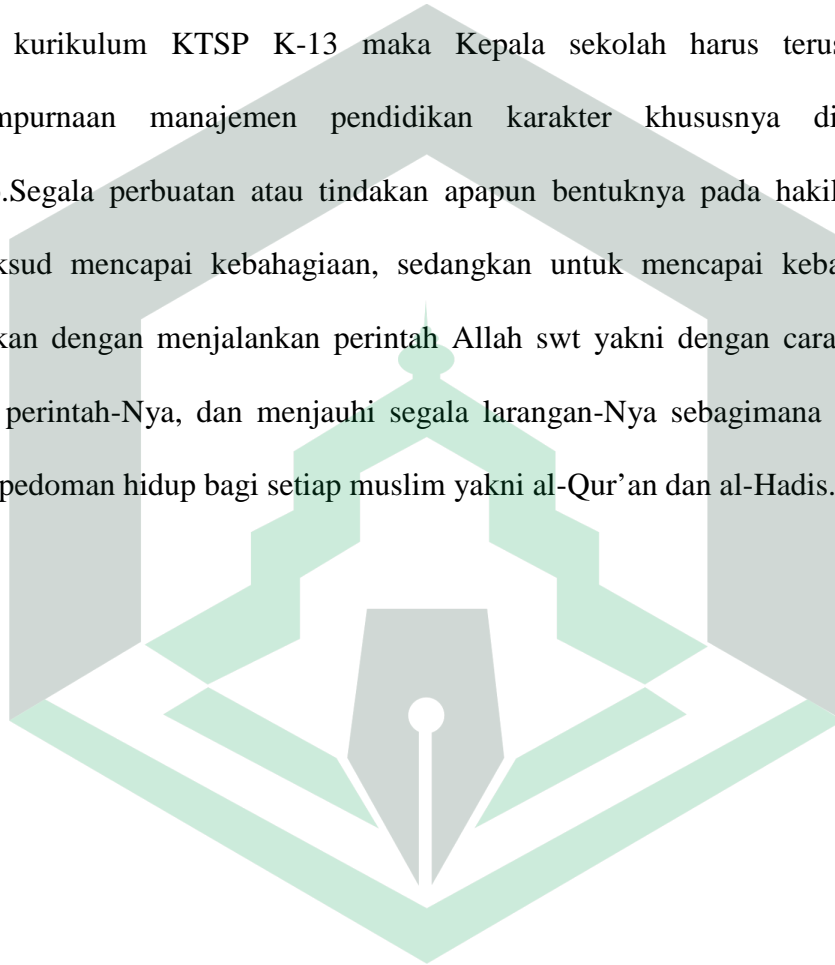 kurikulum KTSP K-13 maka Kepala sekolah harus terus
mpurnaan manajemen pendidikan karakter khususnya di
.Segala perbuatan atau tindakan apapun bentuknya pada hakil
ksud mencapai kebahagiaan, sedangkan untuk mencapai keba
kan dengan menjalankan perintah Allah swt yakni dengan cara
perintah-Nya, dan menjauhi segala larangan-Nya sebagimana
pedoman hidup bagi setiap muslim yakni al-Qur’an dan al-Hadis.